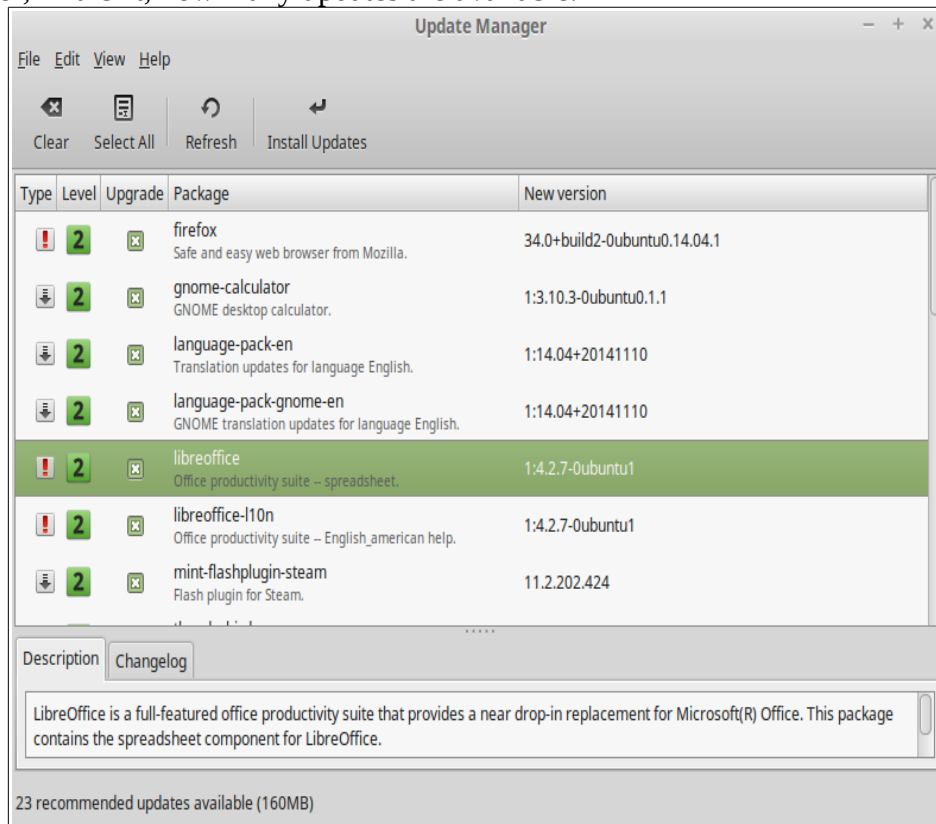 how many updates are available.
Update Manager
File Edit View Help
Clear Select All Refresh Install Updates
Type Level Upgrade Package New version
2 firefox 34.0+build2-0ubuntu0.14.04.1
Safe and easy web browser from Mozilla.
2 gnome-calculator 1:3.10.3-0ubuntu0.1.1
GNOME desktop calculator.
2 language-pack-en 1:14.04+20141110
Translation updates for language English.
2 language-pack-gnome-en 1:14.04+20141110
GNOME translation updates for language English.
2 libreoffice 1:4.2.7-0ubuntu1
Office productivity suite – spreadsheet.
2 libreoffice-l10n 1:4.2.7-0ubuntu1
Office productivity suite – English_american help.
2 mint-flashplugin-steam 11.2.202.424
Flash plugin for Steam.
Description Changelog
LibreOffice is a full-featured office productivity suite that provides a near drop-in replacement for Microsoft(R) Office. This package
contains the spreadsheet component for LibreOffice.
23 recommended updates available (160MB)